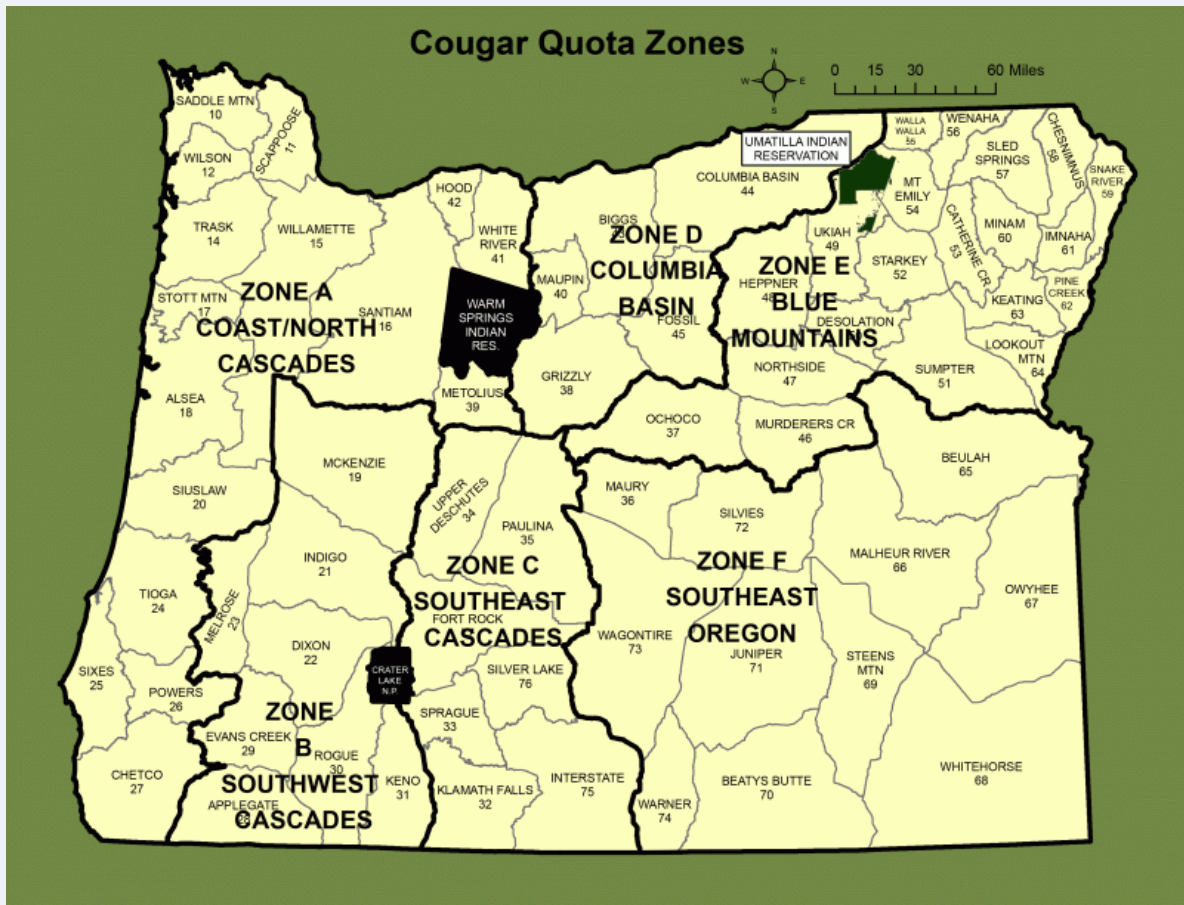 Cougar Quota Zones
N
W
E
S
0 15 30 60 Miles
SADDLE MTN
10
SCAPPOOSE
11
WILSON
12
TRASK
14
WILLAMETTE
15
HOOD
42
WHITE
RIVER
41
STOTT MTN
17
SANTIAM
16
ZONE A
COAST/NORTH
CASCADES
WARM
SPRINGS
INDIAN
RES.
METOLIUS
39
ALSEA
18
SIUSLAW
20
TIOGA
24
SIXES
25
POWERS
26
CHETCO
27
UMATILLA INDIAN
RESERVATION
COLUMBIA BASIN
44
BIGGS
ZONE D
COLUMBIA
BASIN
MAUPIN
40
FOSSIL
45
GRIZZLY
38
WALLA
WALLA
55
WENAHA
56
SLED
SPRINGS
57
CHESNIMNUS
58
SNAKE
RIVER
59
MT
EMILY
54
MINAM
60
IMNAHA
61
CATHERINE CR
53
UKIAH
49
STARKEY
52
PINE
CREEK
62
KEATING
63
ZONE E
BLUE
MOUNTAINS
HEPPNER
48
DESOLATION
LOOKOUT
MTN
64
NORTHSIDE
47
SUMPTER
51
OCHOCO
37
MURDERERS CR
46
MCKENZIE
19
INDIGO
21
MELROSE
23
DIXON
22
CRATER
LAKE
N.P.
ZONE
B
SOUTHWEST
CASCADES
EVANS CREEK
29
ROGUE
30
APPLEGATE
KENO
31
UPPER
DESCHUTES
34
PAULINA
35
ZONE C
SOUTHEAST
CASCADES
FORT ROCK
SILVER LAKE
76
SPRAGUE
33
KLAMATH FALLS
32
INTERSTATE
75
BEULAH
65
MAURY
36
SILVIES
72
MALHEUR RIVER
66
OWYHEE
67
ZONE F
SOUTHEAST
OREGON
WAGONTIRE
73
JUNIPER
71
STEENS
MTN
69
WARNER
74
BEATYS BUTTE
70
WHITEHORSE
68